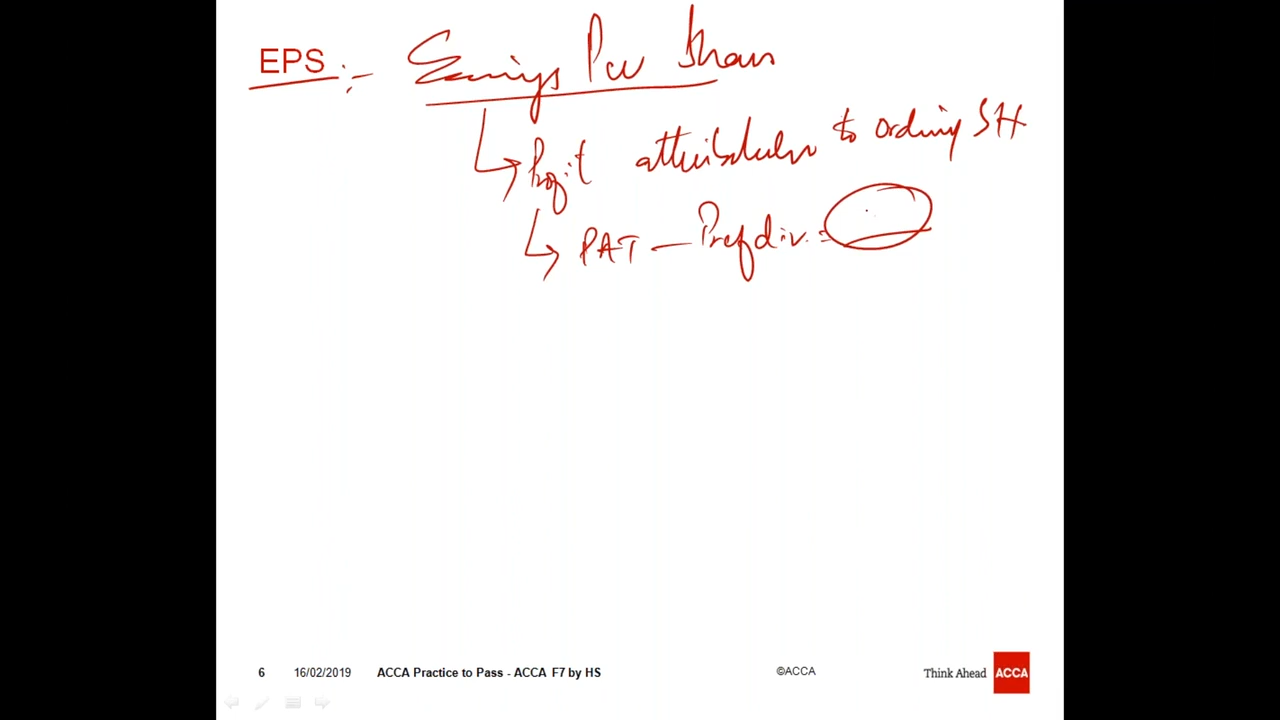 EPS :- Earnings Per Share
Profit attributable to ordinary SH
PAT - Pref div. =
6 16/02/2019 ACCA Practice to Pass - ACCA F7 by HS ©ACCA Think Ahead ACCA